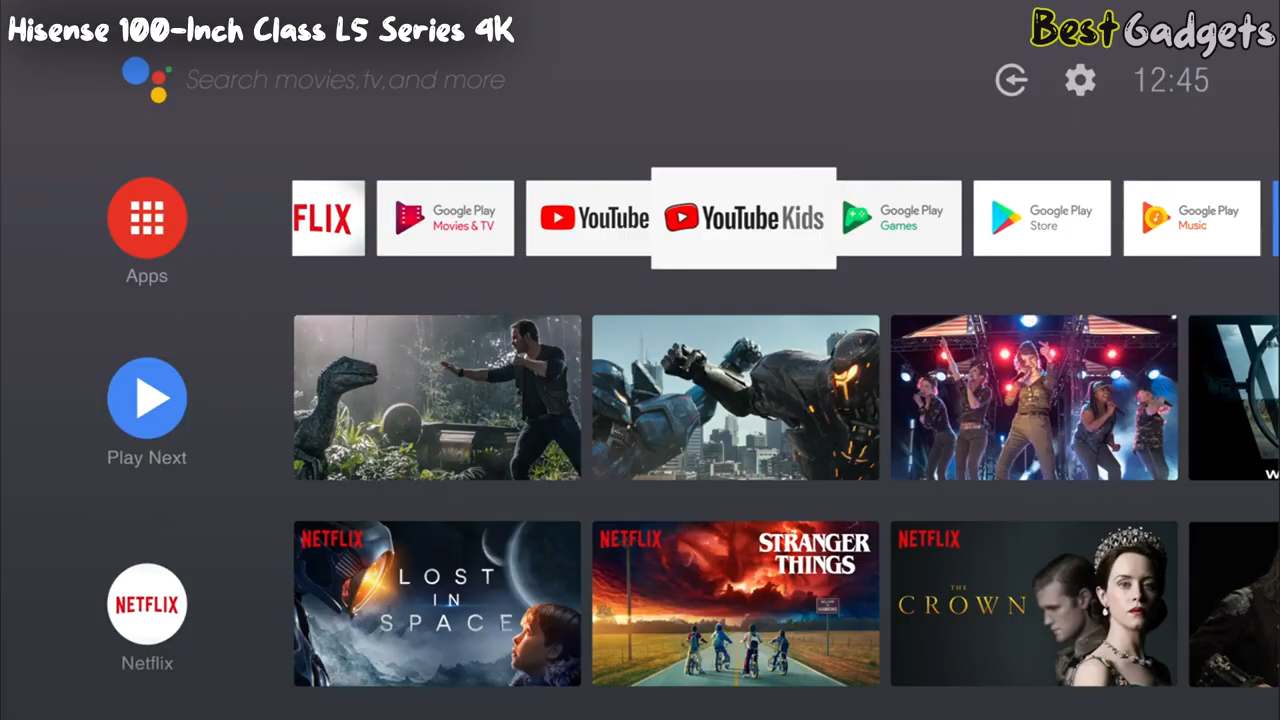 Hisense 100-Inch Class L5 Series 4K
Best Gadgets
Search movies,tv,and more
12:45
FLIX
Google Play
Movies & TV
YouTube
YouTube Kids
Google Play
Games
Google Play
Store
Google Play
Music
Apps
Play Next
W
NETFLIX
LOST
IN
SPACE
NETFLIX
STRANGER
THINGS
NETFLIX
THE
CROWN
NETFLIX
Netflix